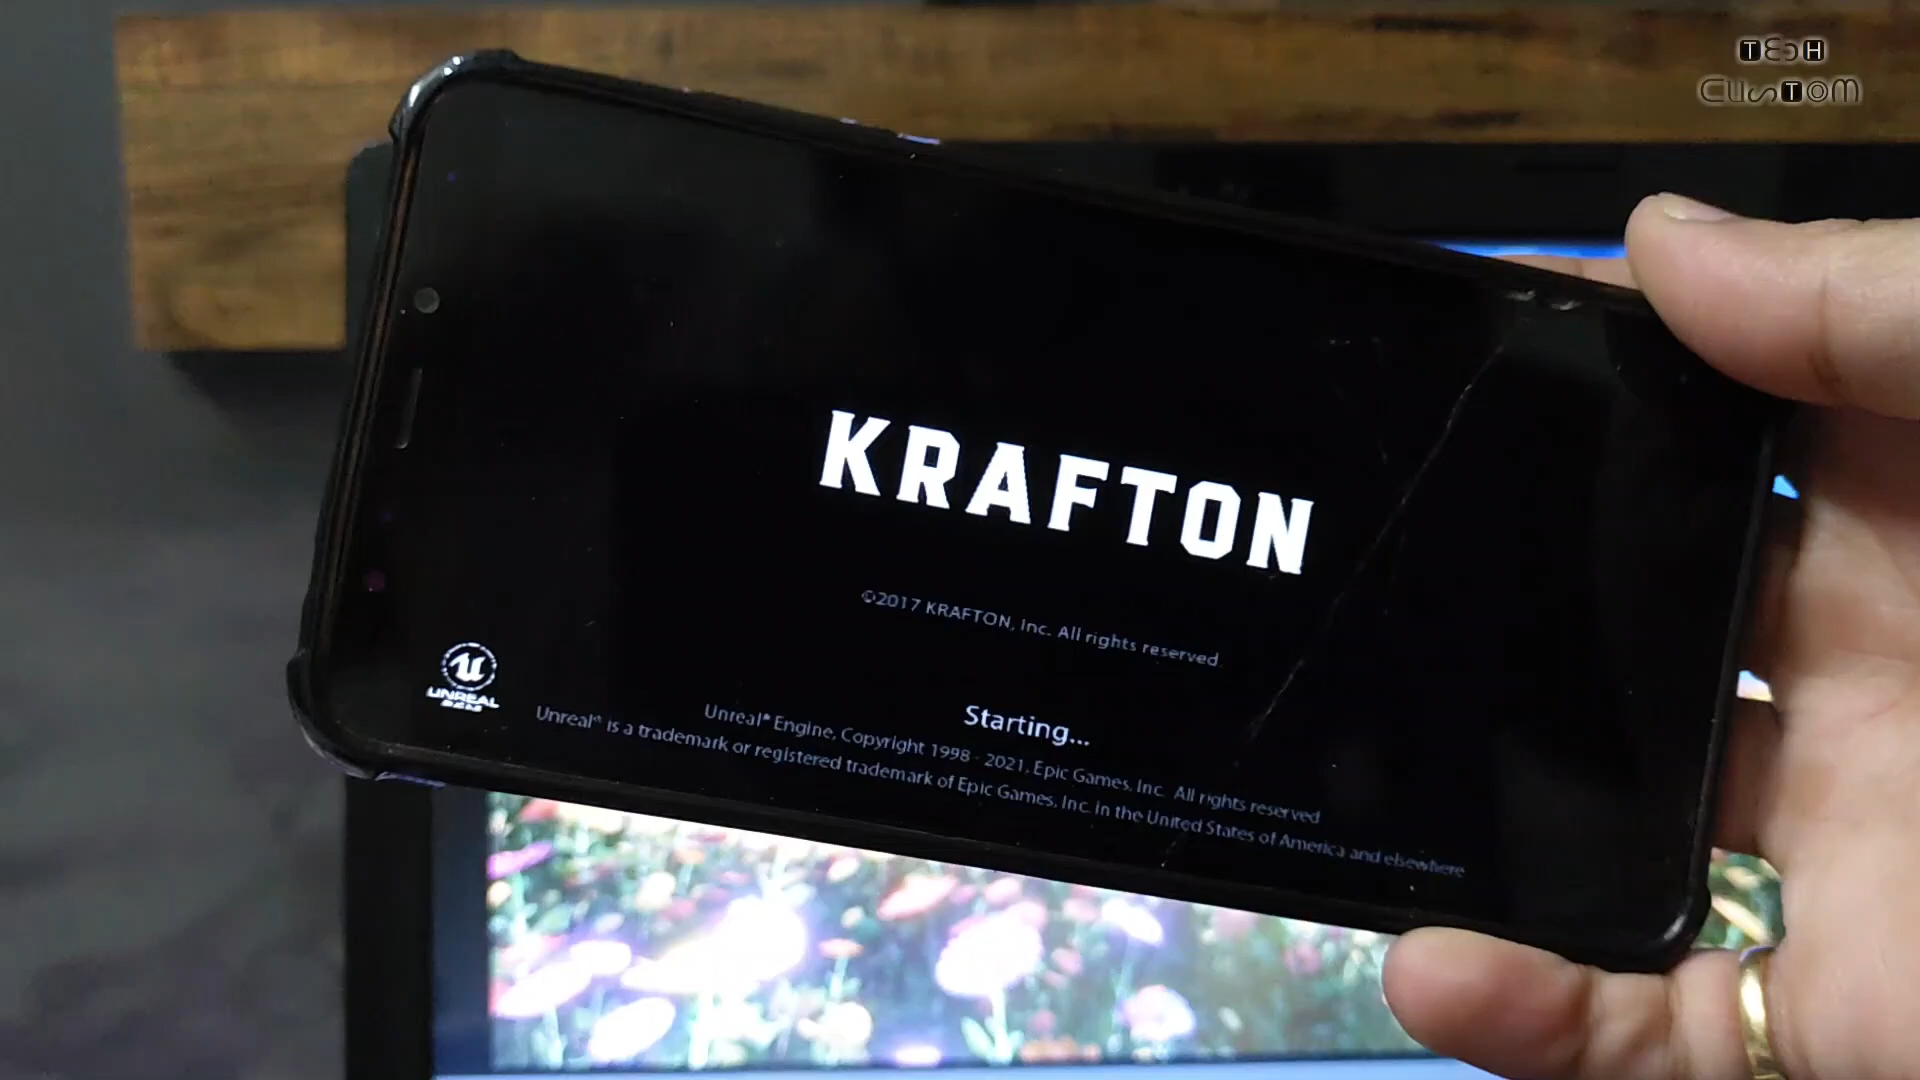 TECH
CUSTOM
KRAFTON
©2017 KRAFTON, Inc. All rights reserved.
Starting...
UNREAL
Unreal® Engine, Copyright 1998 - 2021, Epic Games, Inc. All rights reserved
Unreal® is a trademark or registered trademark of Epic Games, Inc. in the United States of America and elsewhere